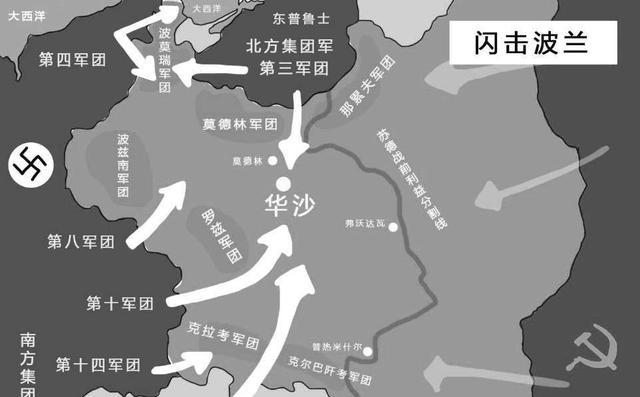 大西洋
大西洋
东普鲁士
闪击波兰
波莫瑞军团
北方集团军
第四军团
第三军团
那累夫军团
莫德林军团
波兹南军团
莫德林
苏德战前利益分割线
华沙
罗兹军团
弗沃达瓦
第八军团
第十军团
克拉考军团
南方集团
普热米什尔
第十四军团
克尔巴阡考军团